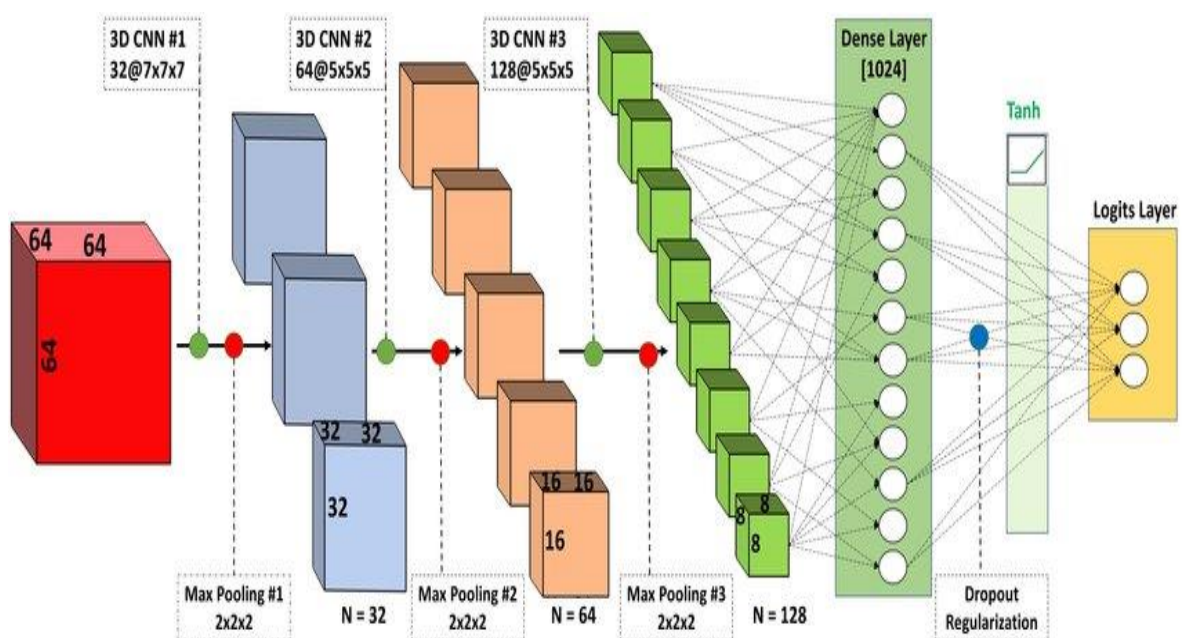 3D CNN #1
32@7x7x7
3D CNN #2
64@5x5x5
3D CNN #3
128@5x5x5
Dense Layer
[1024]
Tanh
Logits Layer
64
64
64
32
32
32
16
16
16
8
8
8
Max Pooling #1
2x2x2
N = 32
Max Pooling #2
2x2x2
N = 64
Max Pooling #3
2x2x2
N = 128
Dropout
Regularization